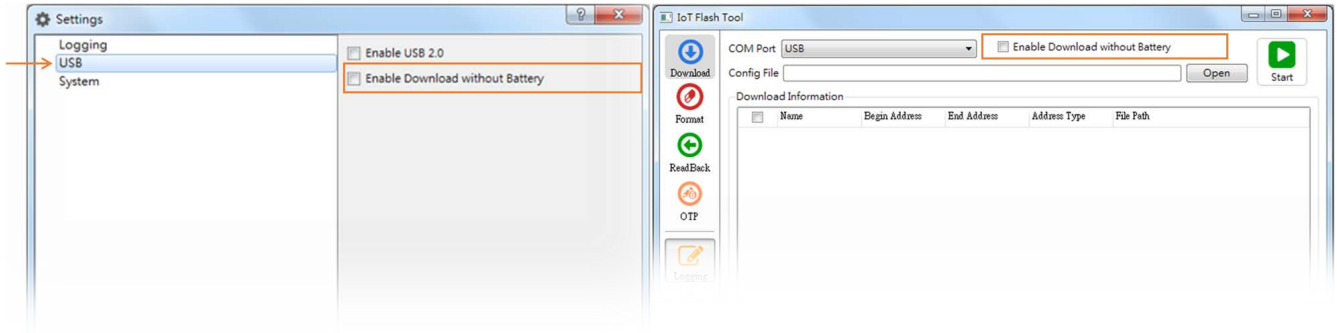 Settings
Logging
USB
System
Enable USB 2.0
Enable Download without Battery
IoT Flash Tool
Download
Format
ReadBack
OTP
Logging
COM Port USB Enable Download without Battery
Config File Open
Start
Download Information
Name Begin Address End Address Address Type File Path